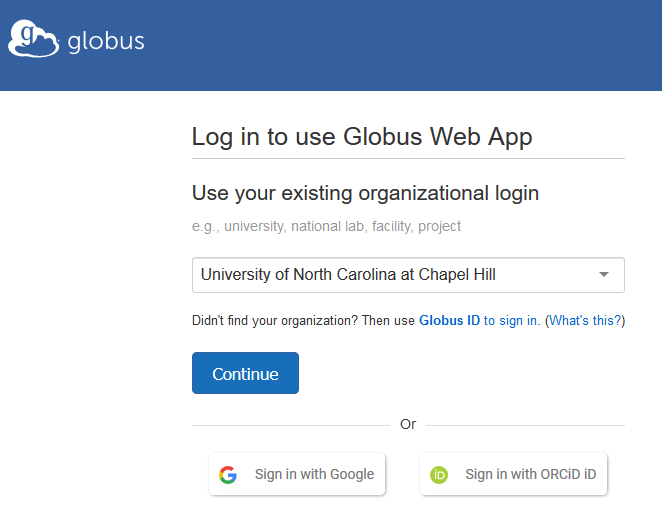 globus
Log in to use Globus Web App
Use your existing organizational login
e.g., university, national lab, facility, project
University of North Carolina at Chapel Hill
Didn't find your organization? Then use Globus ID to sign in. (What's this?)
Continue
Or
Sign in with Google
iD Sign in with ORCiD iD